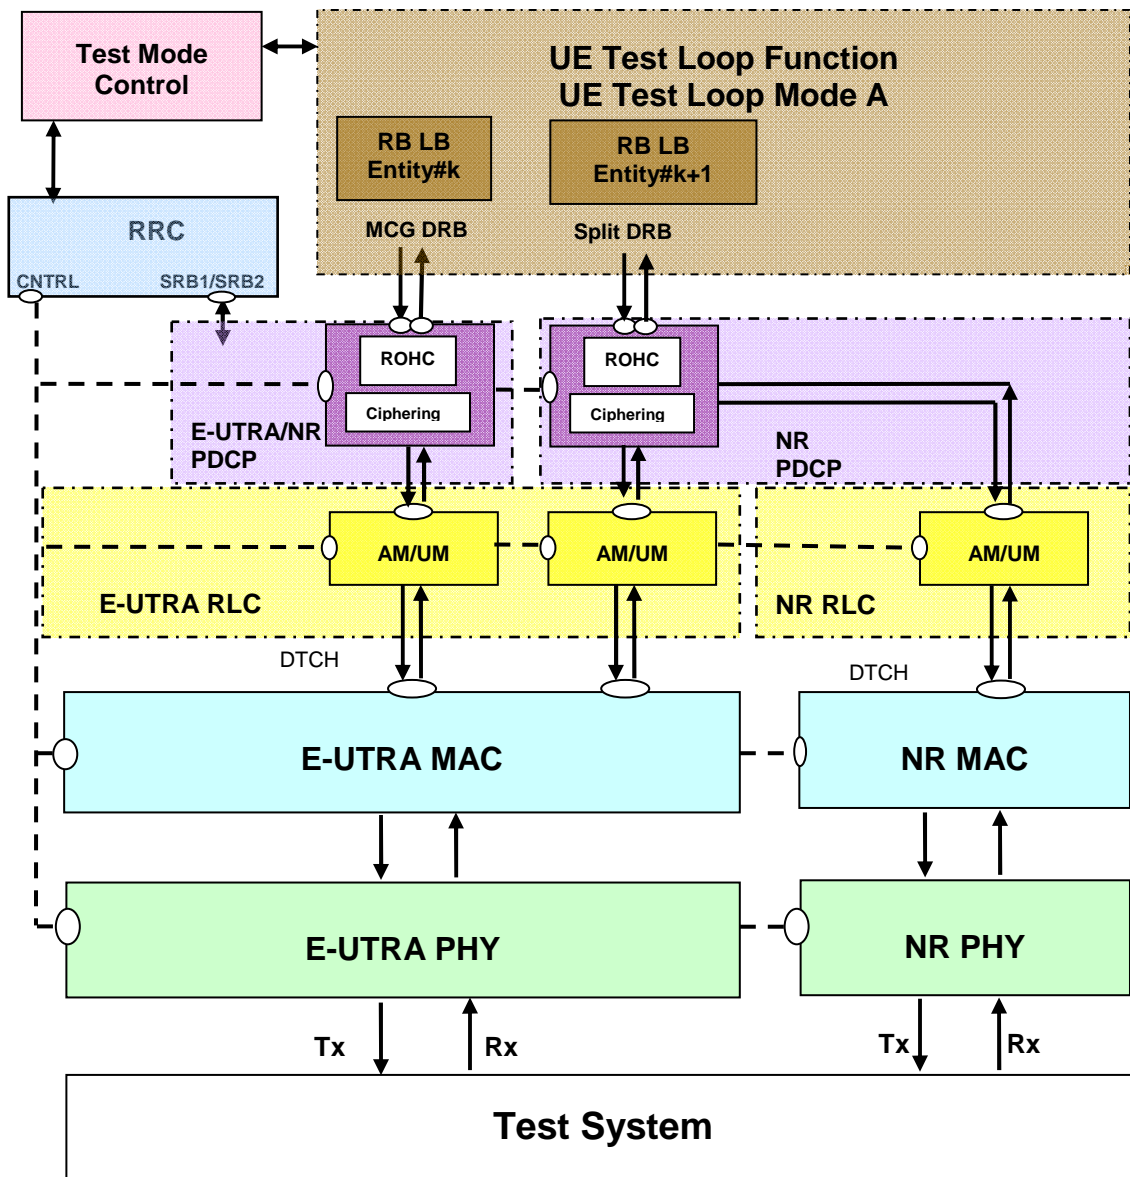 Test Mode
Control
UE Test Loop Function
UE Test Loop Mode A
RB LB
Entity#k
RB LB
Entity#k+1
MCG DRB
Split DRB
RRC
CNTRL
SRB1/SRB2
ROHC
Ciphering
E-UTRA/NR
PDCP
ROHC
Ciphering
NR
PDCP
AM/UM
AM/UM
AM/UM
E-UTRA RLC
NR RLC
DTCH
DTCH
E-UTRA MAC
NR MAC
E-UTRA PHY
NR PHY
Tx
Rx
Tx
Rx
Test System